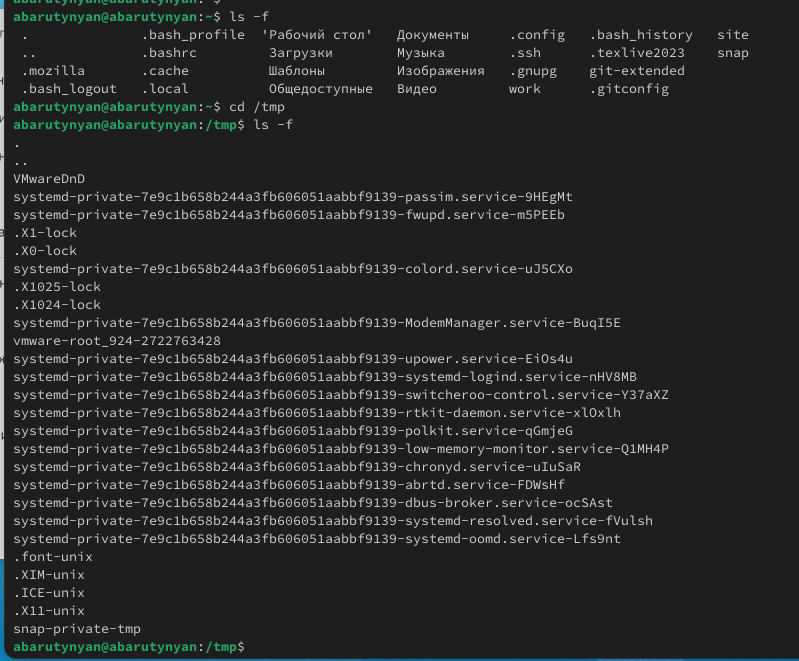 abarutynyan@abarutynyan:~$ ls -f
. .bash_profile 'Рабочий стол' Документы .config .bash_history site
.. .bashrc Загрузки Музыка .ssh .texlive2023 snap
.mozilla .cache Шаблоны Изображения .gnupg git-extended
.bash_logout .local Общедоступные Видео work .gitconfig
abarutynyan@abarutynyan:~$ cd /tmp
abarutynyan@abarutynyan:/tmp$ ls -f
.
..
VMwareDnD
systemd-private-7e9c1b658b244a3fb606051aabbf9139-passim.service-9HEgMt
systemd-private-7e9c1b658b244a3fb606051aabbf9139-fwupd.service-m5PEEb
.X1-lock
.X0-lock
systemd-private-7e9c1b658b244a3fb606051aabbf9139-colord.service-uJ5CXo
.X1025-lock
.X1024-lock
systemd-private-7e9c1b658b244a3fb606051aabbf9139-ModemManager.service-BuqI5E
vmware-root_924-2722763428
systemd-private-7e9c1b658b244a3fb606051aabbf9139-upower.service-EiOs4u
systemd-private-7e9c1b658b244a3fb606051aabbf9139-systemd-logind.service-nHV8MB
systemd-private-7e9c1b658b244a3fb606051aabbf9139-switcheroo-control.service-Y37aXZ
systemd-private-7e9c1b658b244a3fb606051aabbf9139-rtkit-daemon.service-xlOxlh
systemd-private-7e9c1b658b244a3fb606051aabbf9139-polkit.service-qGmjeG
systemd-private-7e9c1b658b244a3fb606051aabbf9139-low-memory-monitor.service-Q1MH4P
systemd-private-7e9c1b658b244a3fb606051aabbf9139-chronyd.service-uIuSaR
systemd-private-7e9c1b658b244a3fb606051aabbf9139-abrtd.service-FDWsHf
systemd-private-7e9c1b658b244a3fb606051aabbf9139-dbus-broker.service-ocSAst
systemd-private-7e9c1b658b244a3fb606051aabbf9139-systemd-resolved.service-fVulsh
systemd-private-7e9c1b658b244a3fb606051aabbf9139-systemd-oomd.service-Lfs9nt
.font-unix
.XIM-unix
.ICE-unix
.X11-unix
snap-private-tmp
abarutynyan@abarutynyan:/tmp$